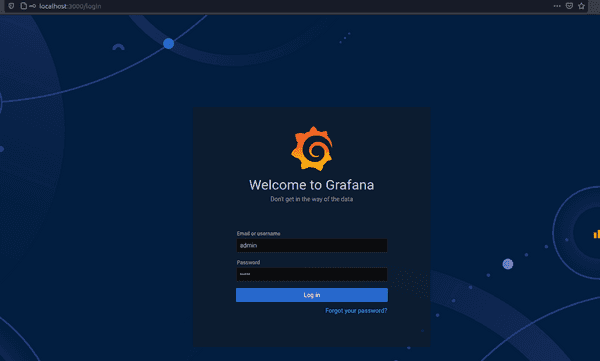 localhost:3000/login
Welcome to Grafana
Don't get in the way of the data
Email or username
admin
Password
•••••
Log in
Forgot your password?